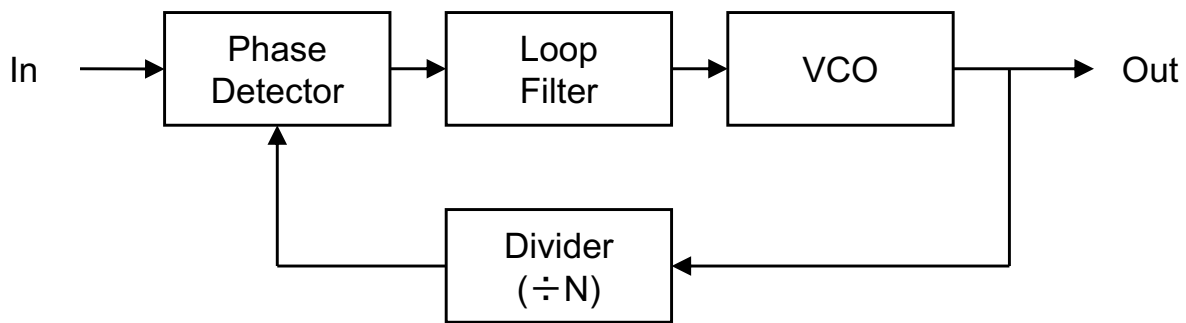 In
Phase
Detector
Loop
Filter
VCO
Out
Divider
(÷N)